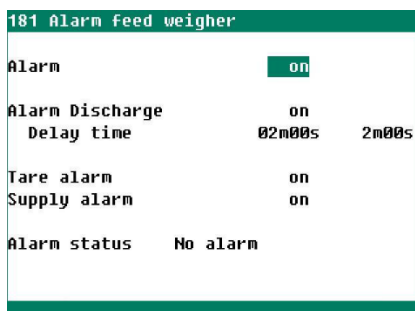 181 Alarm feed weigher
Alarm on
Alarm Discharge on
Delay time 02m00s 2m00s
Tare alarm on
Supply alarm on
Alarm status No alarm